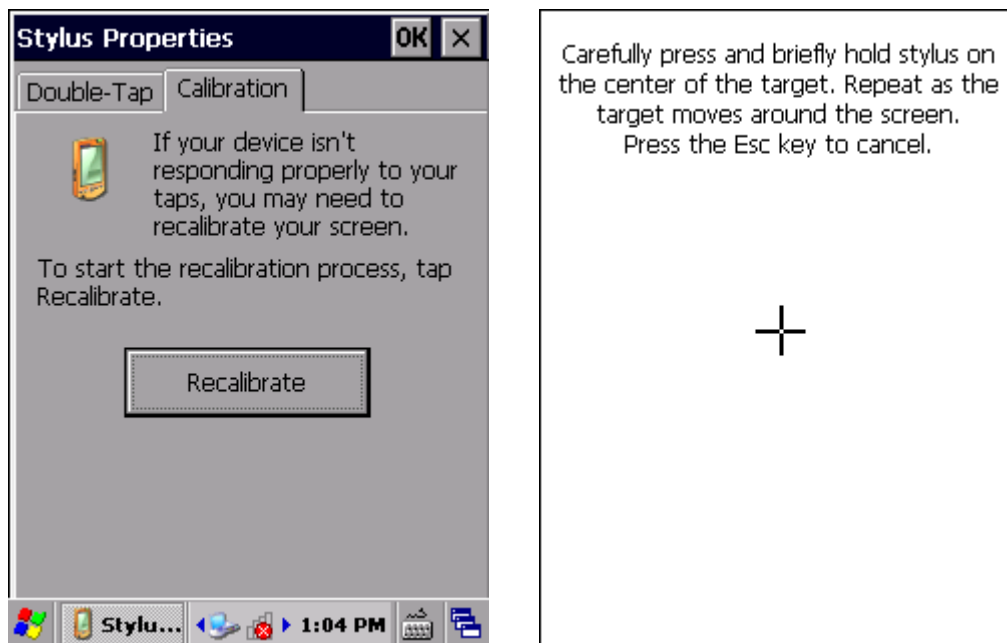 Stylus Properties
OK
Double-Tap
Calibration
If your device isn't
responding properly to your
taps, you may need to
recalibrate your screen.
To start the recalibration process, tap
Recalibrate.
Recalibrate
Stylu...
1:04 PM
Carefully press and briefly hold stylus on
the center of the target. Repeat as the
target moves around the screen.
Press the Esc key to cancel.